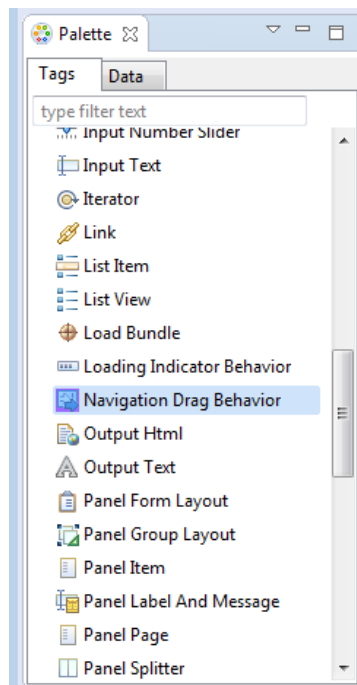 Palette
Tags Data
type filter text
Input Number Slider
Input Text
Iterator
Link
List Item
List View
Load Bundle
Loading Indicator Behavior
Navigation Drag Behavior
Output Html
Output Text
Panel Form Layout
Panel Group Layout
Panel Item
Panel Label And Message
Panel Page
Panel Splitter